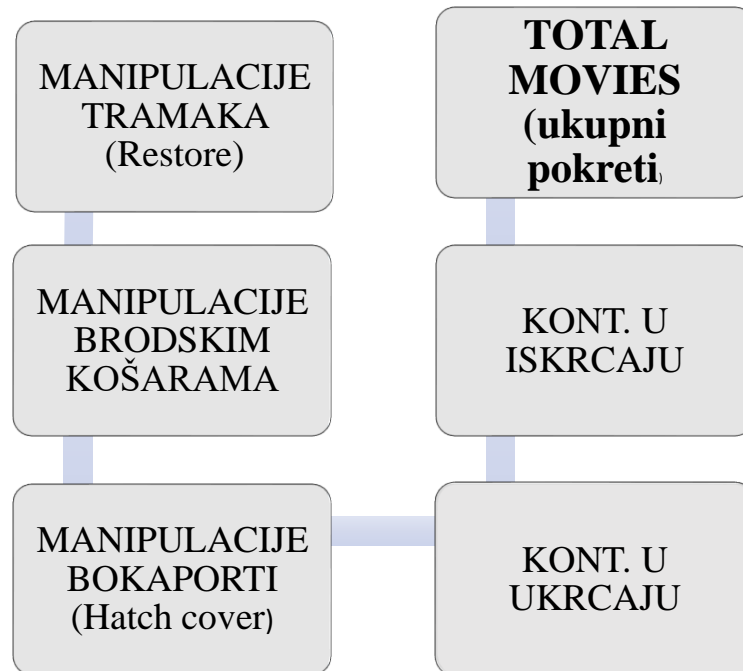 MANIPULACIJE
TRAMAKA
(Restore)
MANIPULACIJE
BRODSKIM
KOŠARAMA
MANIPULACIJE
BOKAPORTI
(Hatch cover)
KONT. U
UKRCAJU
KONT. U
ISKRCAJU
TOTAL
MOVIES
(ukupni
pokreti)